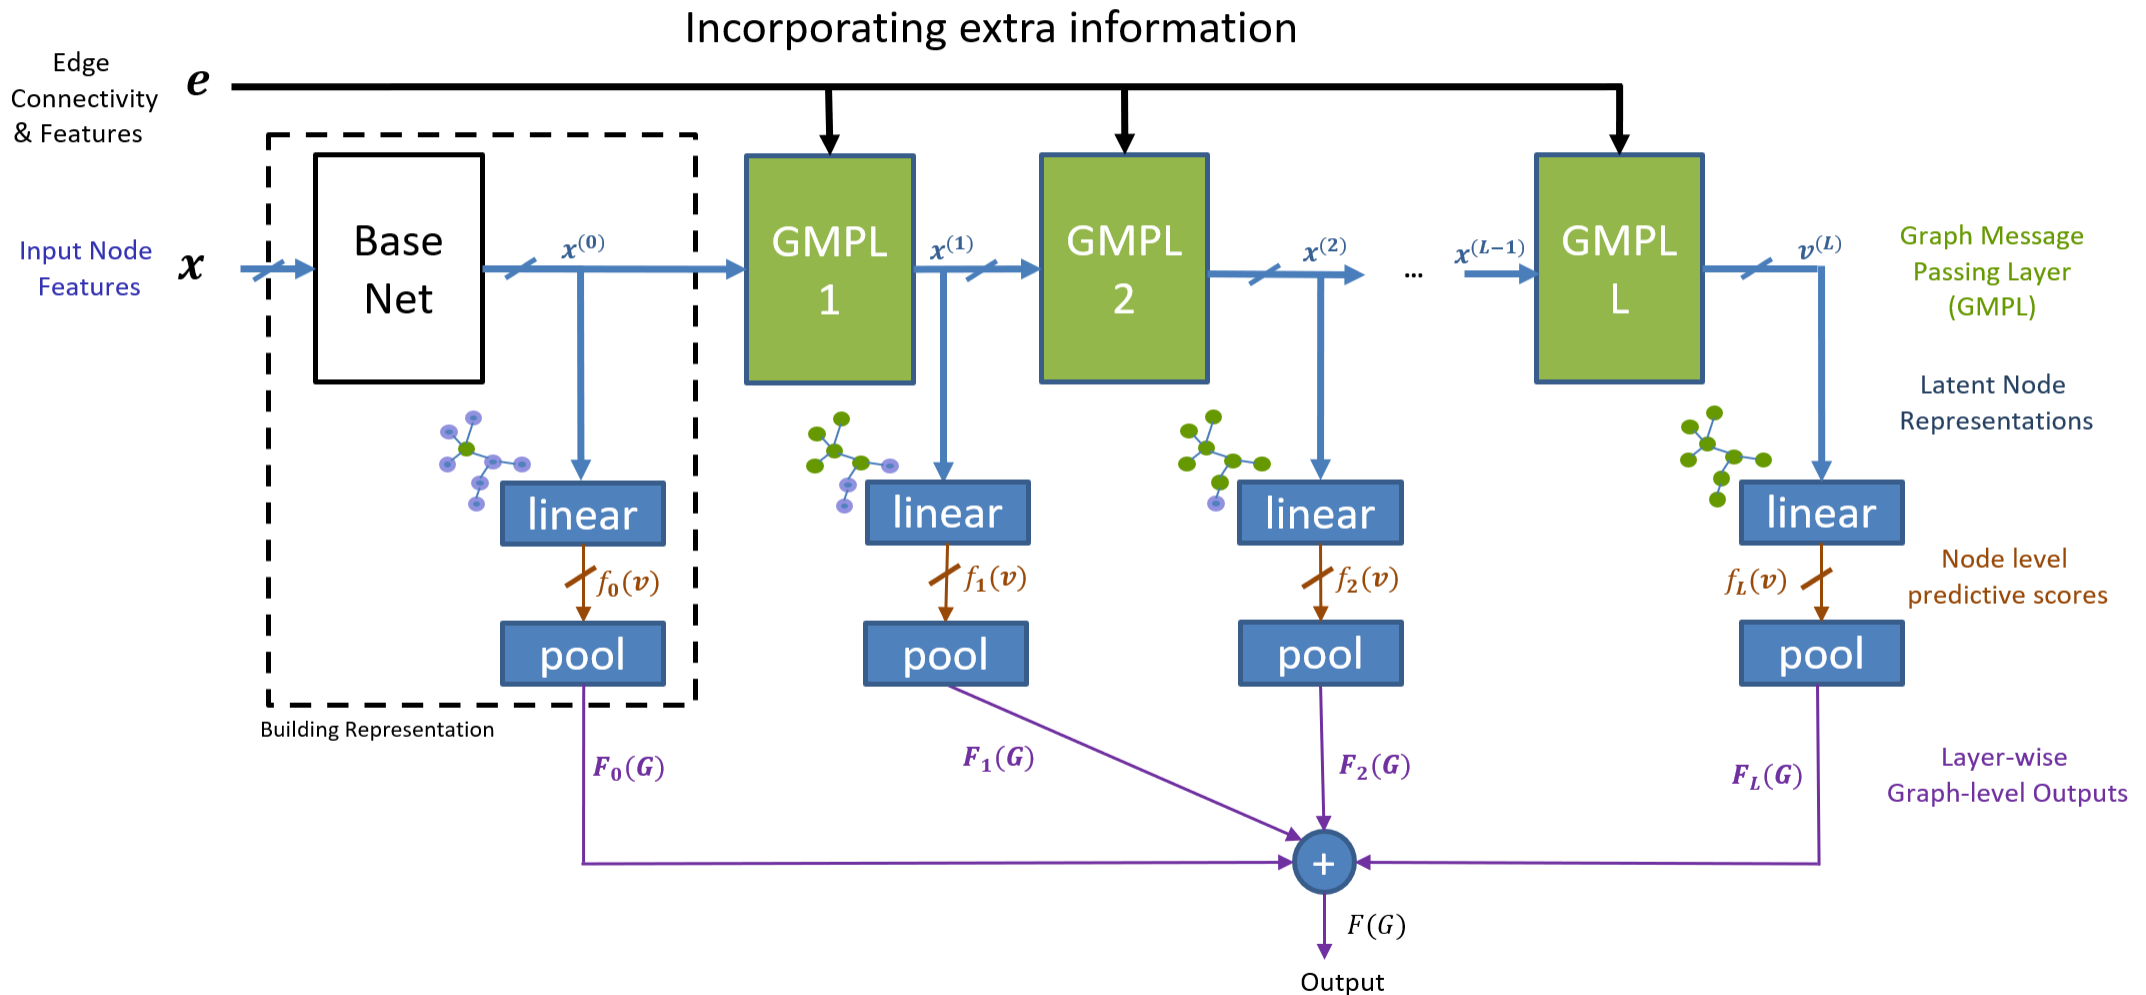 Incorporating extra information
Edge
Connectivity
& Features
e
Input Node
Features
x
Base
Net
x^(0)
GMPL
1
x^(1)
GMPL
2
x^(2)
...
x^(L−1)
GMPL
L
v^(L)
Graph Message
Passing Layer
(GMPL)
Latent Node
Representations
linear
linear
linear
linear
f₀(v)
f₁(v)
f₂(v)
f_L(v)
Node level
predictive scores
pool
pool
pool
pool
Building Representation
F₀(G)
F₁(G)
F₂(G)
F_L(G)
Layer-wise
Graph-level Outputs
+
F(G)
Output